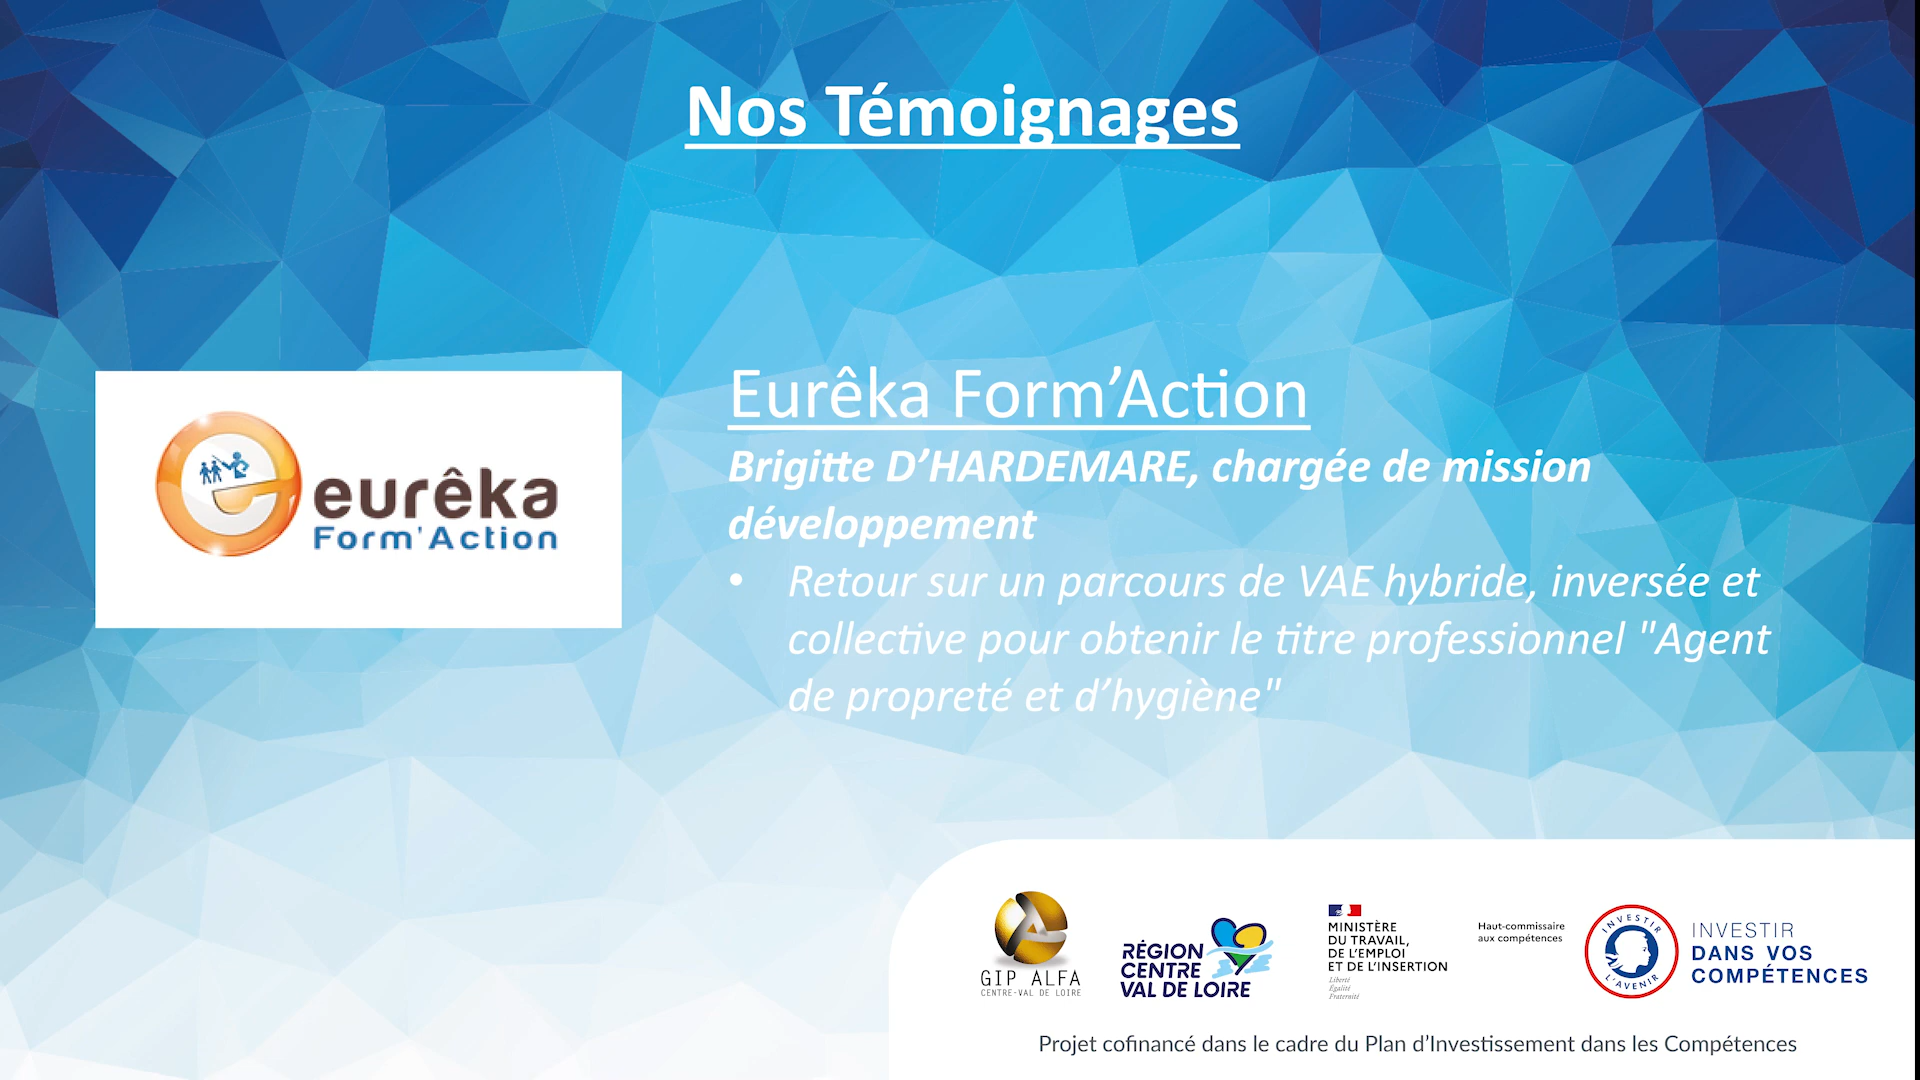 Nos Témoignages
eurêka
Form'Action
Eurêka Form’Action
Brigitte D’HARDEMARE, chargée de mission
développement
• Retour sur un parcours de VAE hybride, inversée et
collective pour obtenir le titre professionnel "Agent
de propreté et d’hygiène"
GIP ALFA
CENTRE-VAL DE LOIRE
RÉGION
CENTRE
VAL DE LOIRE
MINISTÈRE
DU TRAVAIL,
DE L’EMPLOI
ET DE L’INSERTION
Liberté
Égalité
Fraternité
Haut-commissaire
aux compétences
INVESTIR
L’AVENIR
INVESTIR
DANS VOS
COMPÉTENCES
Projet cofinancé dans le cadre du Plan d’Investissement dans les Compétences